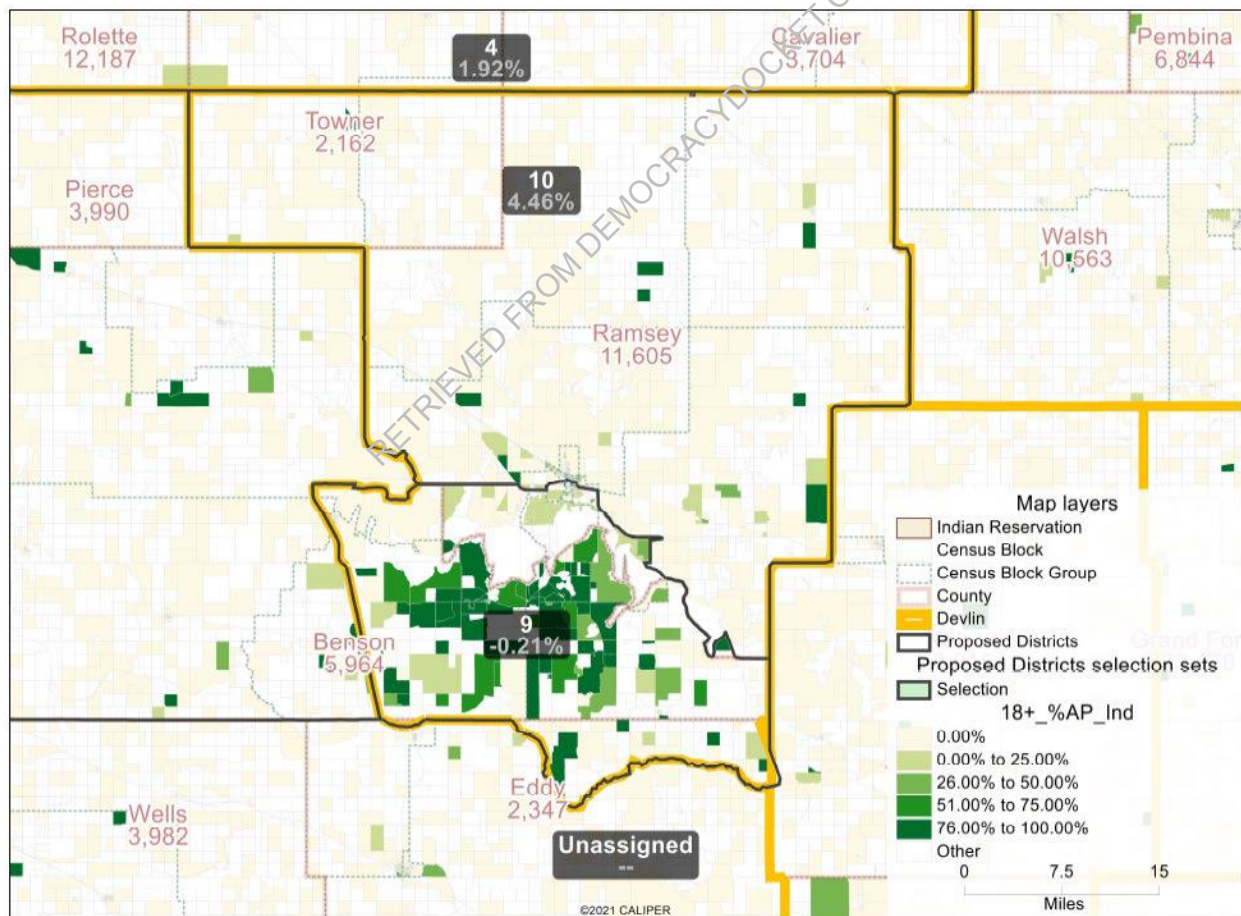 Rolette
12,187
4
1.92%
Cavalier
3,704
Pembina
6,844
Towner
2,162
10
4.46%
Pierce
3,990
Walsh
10,563
Ramsey
11,605
RETRIEVED FROM DEMOCRACYDOCKET.C
9
-0.21%
Benson
5,964
Eddy
2,347
Wells
3,982
Unassigned
--
Map layers
Indian Reservation
Census Block
Census Block Group
County
Devlin
Proposed Districts
Proposed Districts selection sets
Selection
18+_%AP_Ind
0.00%
0.00% to 25.00%
26.00% to 50.00%
51.00% to 75.00%
76.00% to 100.00%
Other
0 7.5 15
Miles
©2021 CALIPER